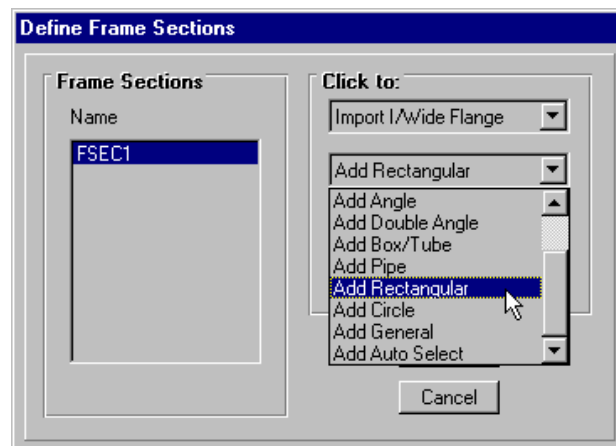 Define Frame Sections
Frame Sections
Name
FSEC1
Click to:
Import I/Wide Flange
Add Rectangular
Add Angle
Add Double Angle
Add Box/Tube
Add Pipe
Add Rectangular
Add Circle
Add General
Add Auto Select
Cancel